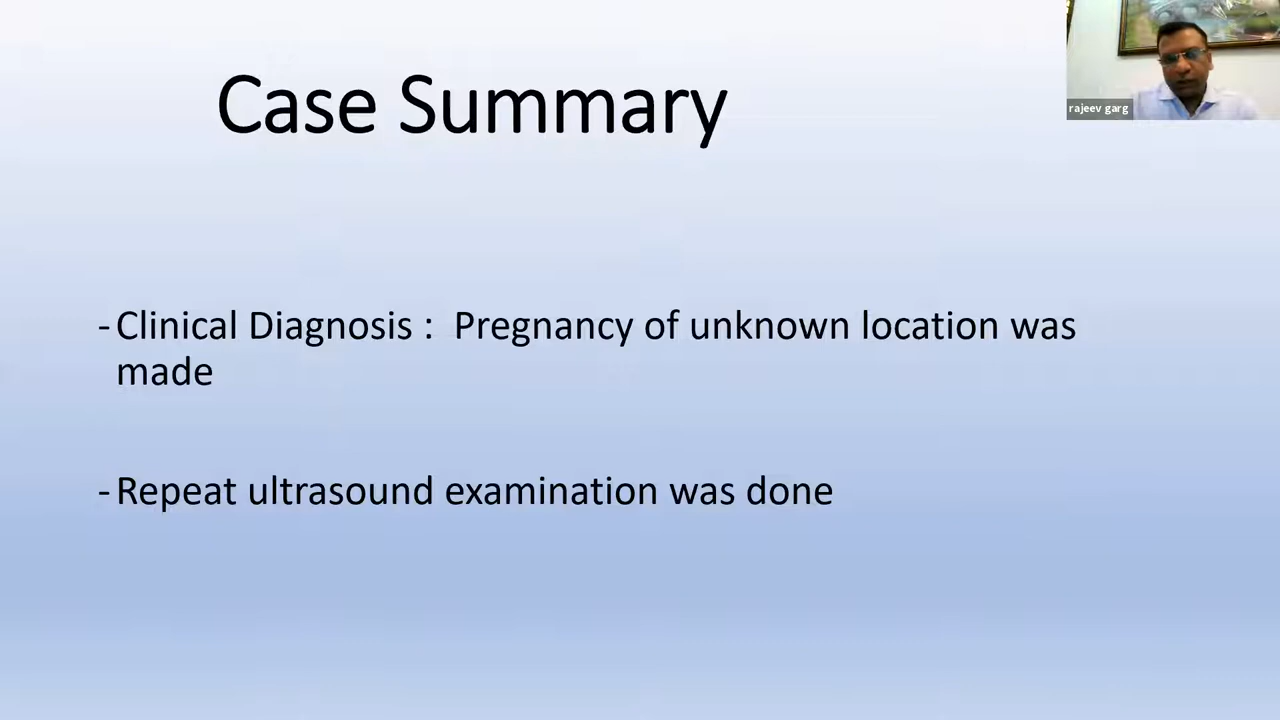 Case Summary
rajeev garg
- Clinical Diagnosis :  Pregnancy of unknown location was
made
- Repeat ultrasound examination was done